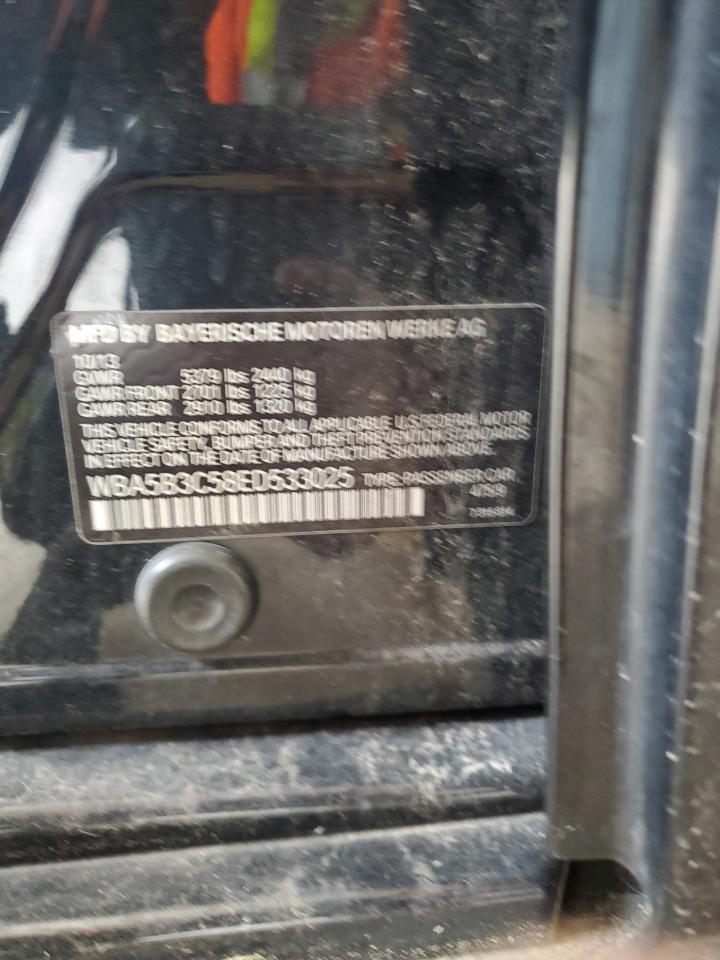 MFD BY BAYERISCHE MOTOREN WERKE AG
10/13
GVWR 5379 lbs 2440 kg
GAWR FRONT 2701 lbs 1225 kg
GAWR REAR 2910 lbs 1320 kg
THIS VEHICLE CONFORMS TO ALL APPLICABLE U.S FEDERAL MOTOR
VEHICLE SAFETY, BUMPER AND THEFT PREVENTION STANDARDS
IN EFFECT ON THE DATE OF MANUFACTURE SHOWN ABOVE.
WBA5B3C58ED533025 TYPE: PASSENGER CAR